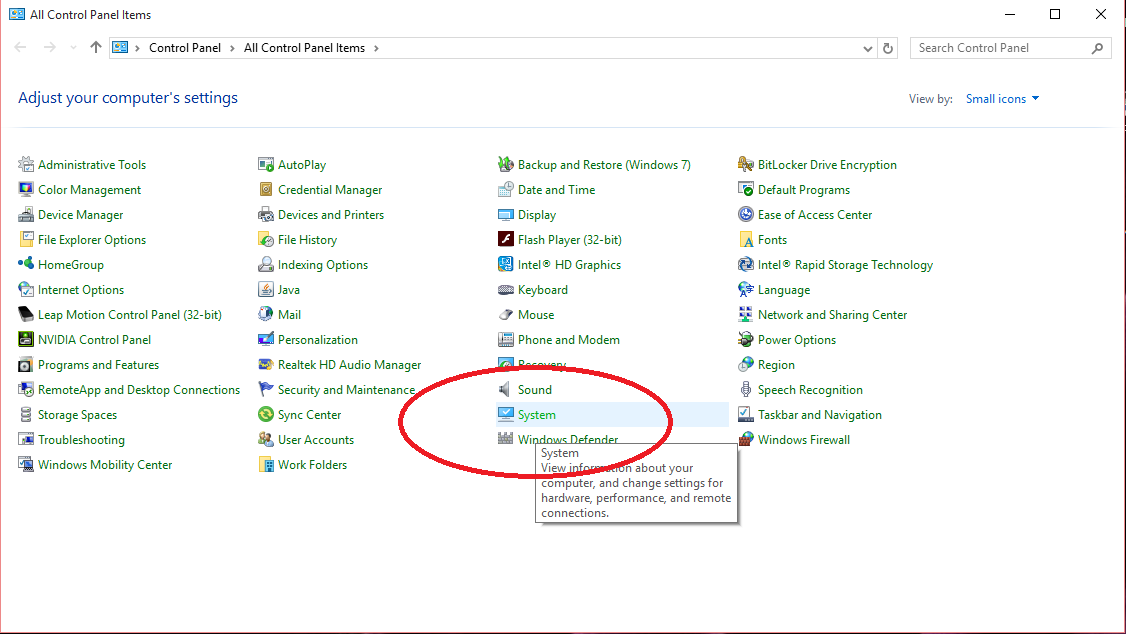 All Control Panel Items
Control Panel > All Control Panel Items >
Search Control Panel
Adjust your computer's settings
View by: Small icons
Administrative Tools
AutoPlay
Backup and Restore (Windows 7)
BitLocker Drive Encryption
Color Management
Credential Manager
Date and Time
Default Programs
Device Manager
Devices and Printers
Display
Ease of Access Center
File Explorer Options
File History
Flash Player (32-bit)
Fonts
HomeGroup
Indexing Options
Intel® HD Graphics
Intel® Rapid Storage Technology
Internet Options
Java
Keyboard
Language
Leap Motion Control Panel (32-bit)
Mail
Mouse
Network and Sharing Center
NVIDIA Control Panel
Personalization
Phone and Modem
Power Options
Programs and Features
Realtek HD Audio Manager
Recovery
Region
RemoteApp and Desktop Connections
Security and Maintenance
Sound
Speech Recognition
Storage Spaces
Sync Center
System
Taskbar and Navigation
Troubleshooting
User Accounts
Windows Defender
Windows Firewall
Windows Mobility Center
Work Folders
System
View information about your
computer, and change settings for
hardware, performance, and remote
connections.